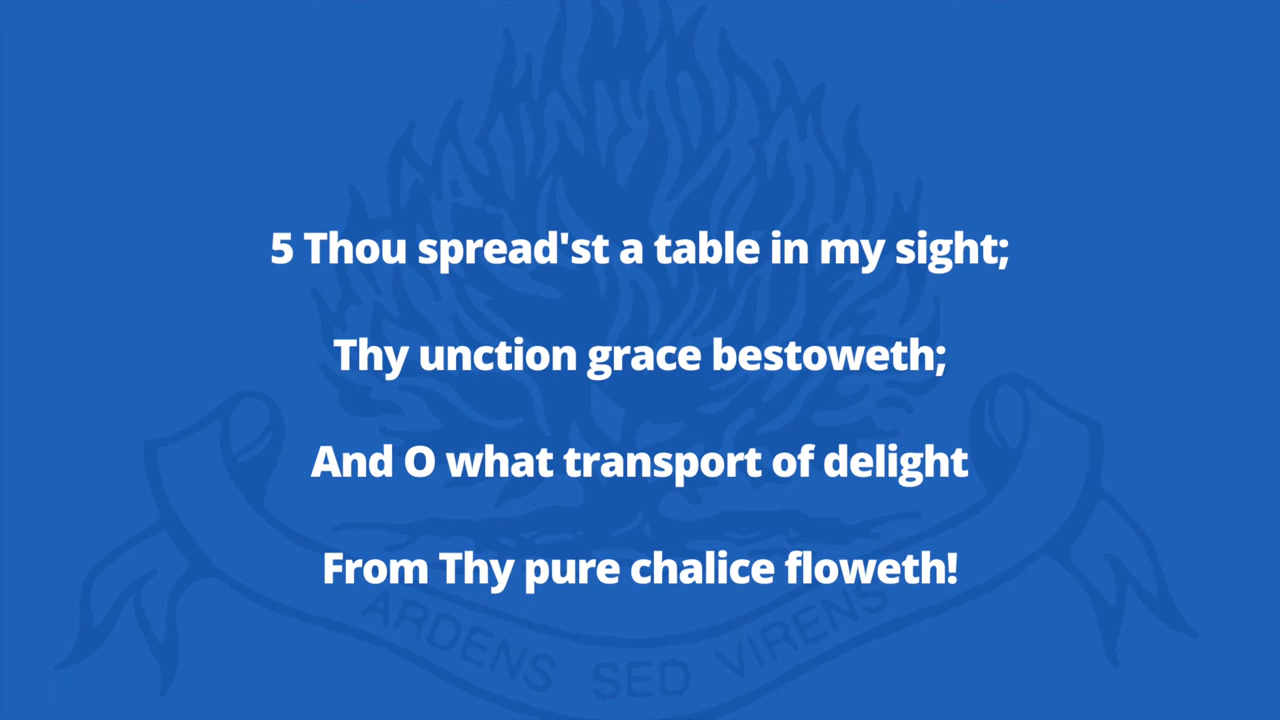 5 Thou spread'st a table in my sight;
Thy unction grace bestoweth;
And O what transport of delight
From Thy pure chalice floweth!
ARDENS SED VIRENS